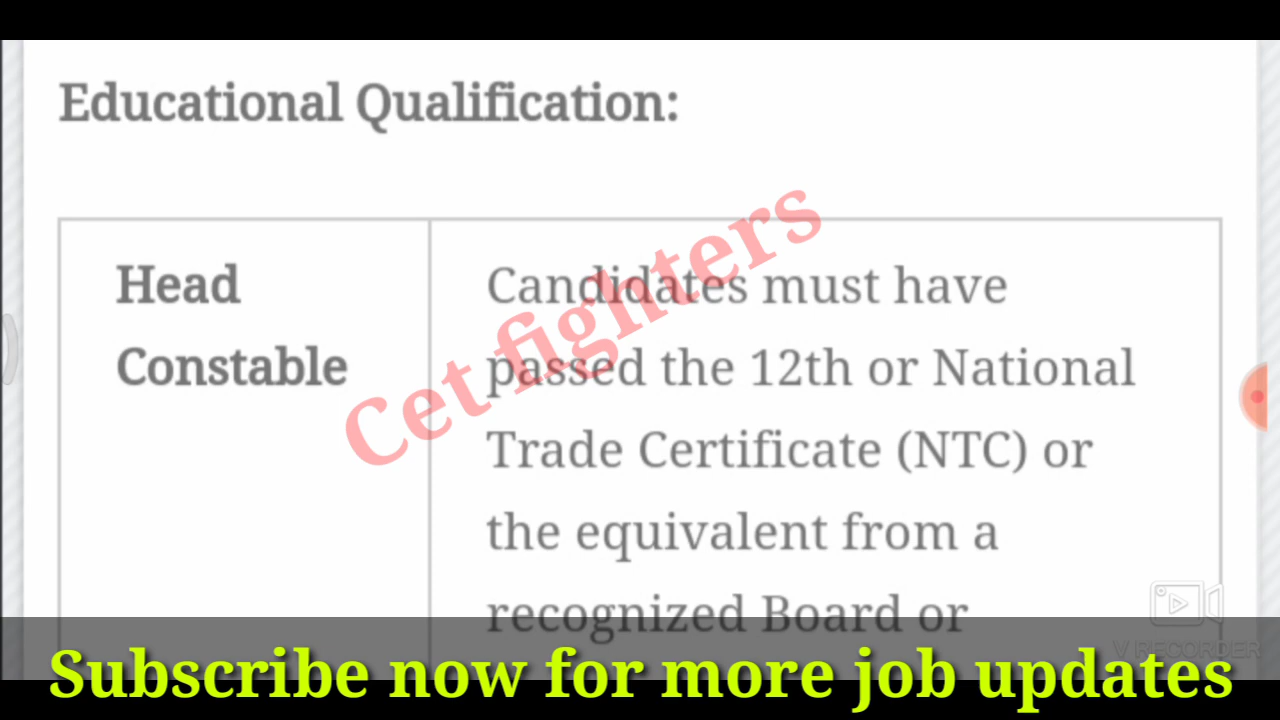 Educational Qualification:
Head
Constable
Candidates must have
passed the 12th or National
Trade Certificate (NTC) or
the equivalent from a
recognized Board or
Cet fighters
V RECORDER
Subscribe now for more job updates